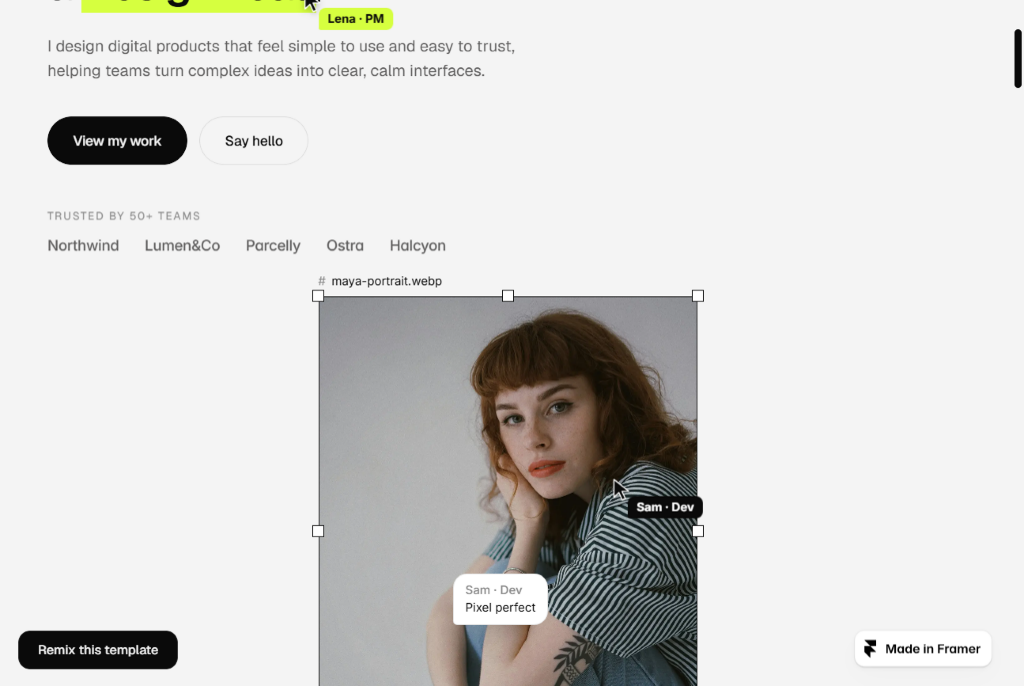 Lena · PM
I design digital products that feel simple to use and easy to trust,
helping teams turn complex ideas into clear, calm interfaces.
View my work
Say hello
TRUSTED BY 50+ TEAMS
Northwind Lumen&Co Parcelly Ostra Halcyon
# maya-portrait.webp
Sam · Dev
Sam · Dev
Pixel perfect
Remix this template
Made in Framer